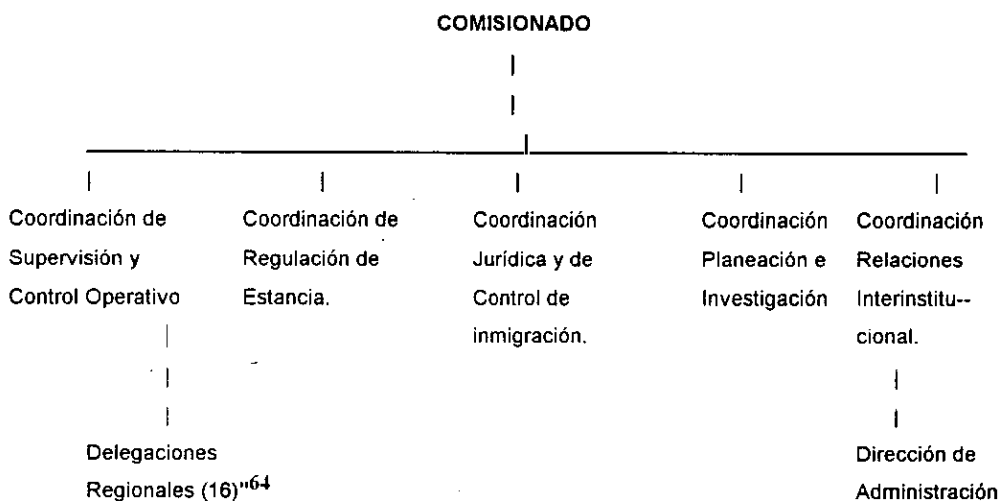 COMISIONADO
Coordinación de
Supervisión y
Control Operativo
Coordinación de
Regulación de
Estancia.
Coordinación
Jurídica y de
Control de
inmigración.
Coordinación
Planeación e
Investigación
Coordinación
Relaciones
Interinstitu--
cional.
Delegaciones
Regionales (16)"64
Dirección de
Administración